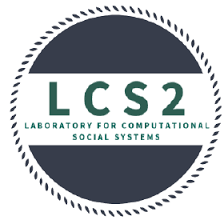 LCS2
LABORATORY FOR COMPUTATIONAL
SOCIAL SYSTEMS